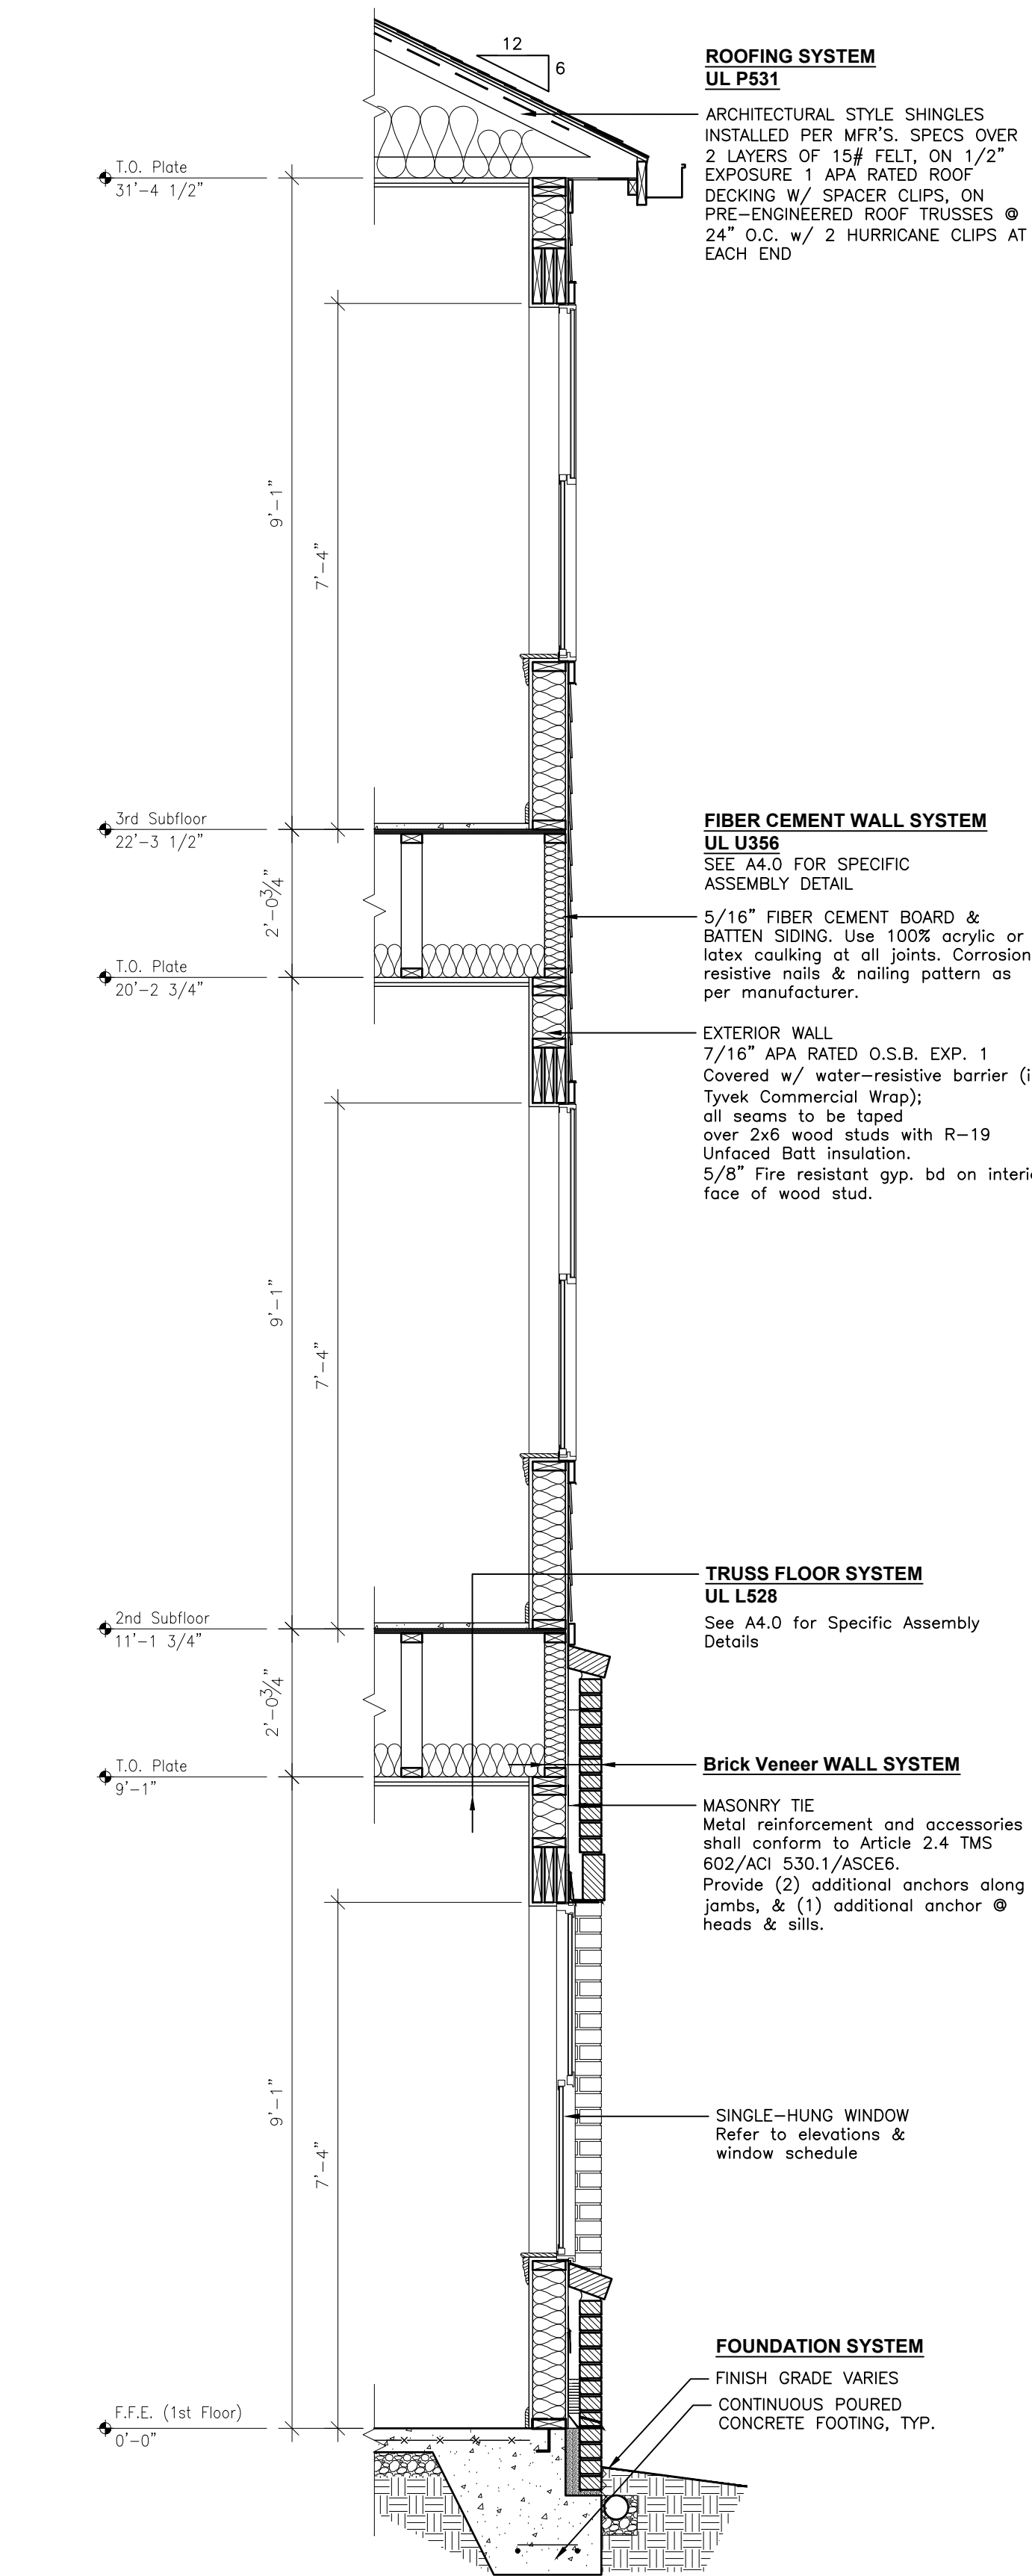 12
6
ROOFING SYSTEM
UL P531
ARCHITECTURAL STYLE SHINGLES
INSTALLED PER MFR'S. SPECS OVER
2 LAYERS OF 15# FELT, ON 1/2"
EXPOSURE 1 APA RATED ROOF
DECKING W/ SPACER CLIPS, ON
PRE-ENGINEERED ROOF TRUSSES @
24" O.C. w/ 2 HURRICANE CLIPS AT
EACH END
T.O. Plate
31'-4 1/2"
9'-1"
7'-4"
3rd Subfloor
22'-3 1/2"
FIBER CEMENT WALL SYSTEM
UL U356
SEE A4.0 FOR SPECIFIC
ASSEMBLY DETAIL
2'-03/4"
5/16" FIBER CEMENT BOARD &
BATTEN SIDING. Use 100% acrylic or
latex caulking at all joints. Corrosion
resistive nails & nailing pattern as
per manufacturer.
T.O. Plate
20'-2 3/4"
EXTERIOR WALL
7/16" APA RATED O.S.B. EXP. 1
Covered w/ water-resistive barrier (i
Tyvek Commercial Wrap);
all seams to be taped
over 2x6 wood studs with R-19
Unfaced Batt insulation.
5/8" Fire resistant gyp. bd on interi
face of wood stud.
9'-1"
7'-4"
TRUSS FLOOR SYSTEM
UL L528
See A4.0 for Specific Assembly
Details
2nd Subfloor
11'-1 3/4"
2'-03/4"
T.O. Plate
9'-1"
Brick Veneer WALL SYSTEM
MASONRY TIE
Metal reinforcement and accessories
shall conform to Article 2.4 TMS
602/ACI 530.1/ASCE6.
Provide (2) additional anchors along
jambs, & (1) additional anchor @
heads & sills.
9'-1"
7'-4"
SINGLE-HUNG WINDOW
Refer to elevations &
window schedule
FOUNDATION SYSTEM
FINISH GRADE VARIES
CONTINUOUS POURED
CONCRETE FOOTING, TYP.
F.F.E. (1st Floor)
0'-0"